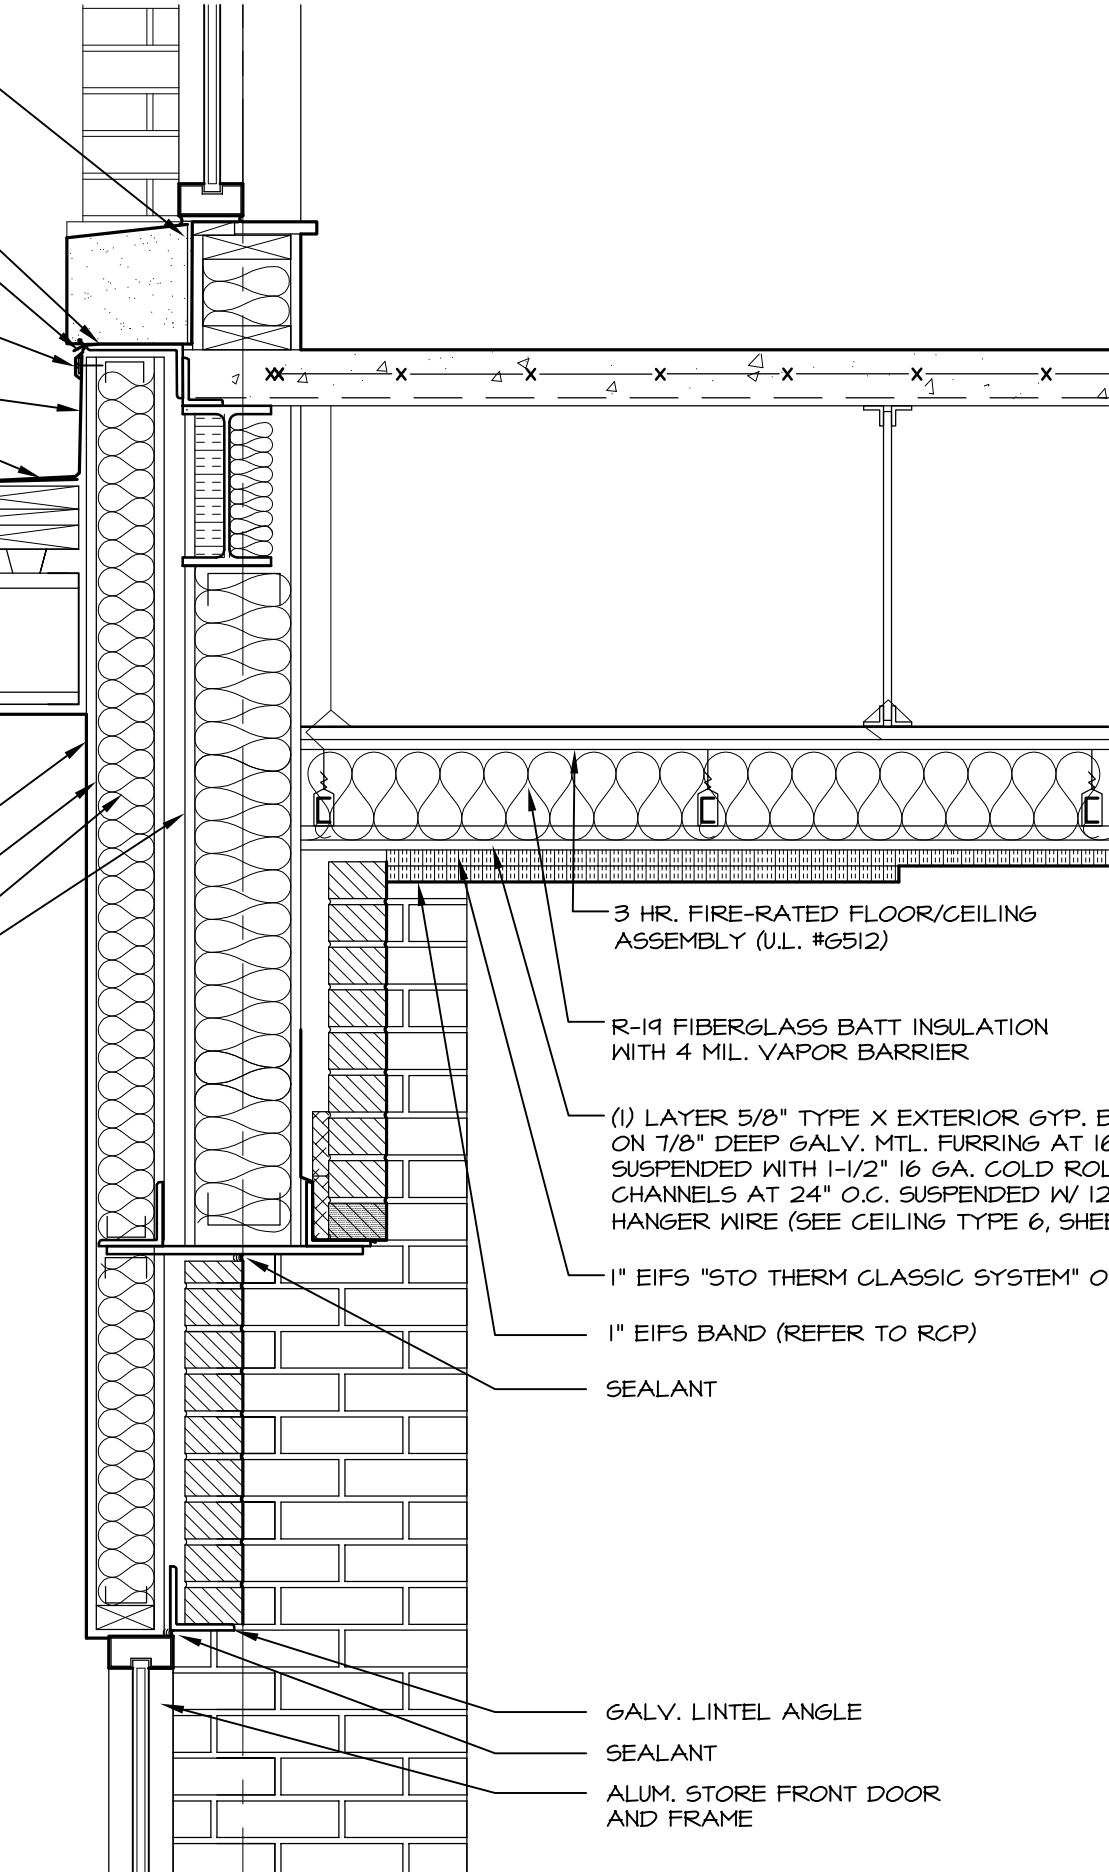 3 HR. FIRE-RATED FLOOR/CEILING
ASSEMBLY (U.L. #G512)
R-19 FIBERGLASS BATT INSULATION
WITH 4 MIL. VAPOR BARRIER
(1) LAYER 5/8" TYPE X EXTERIOR GYP.
ON 7/8" DEEP GALV. MTL. FURRING AT 16
SUSPENDED WITH 1-1/2" 16 GA. COLD
CHANNELS AT 24" O.C. SUSPENDED W/ 12
HANGER WIRE (SEE CEILING TYPE 6,
1" EIFS "STO THERM CLASSIC SYSTEM"
1" EIFS BAND (REFER TO RCP)
SEALANT
GALV. LINTEL ANGLE
SEALANT
ALUM. STORE FRONT DOOR
AND FRAME